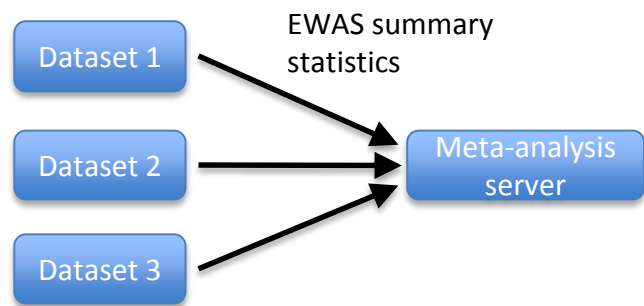 EWAS summary
statistics
Dataset 1
Dataset 2
Dataset 3
Meta-analysis
server